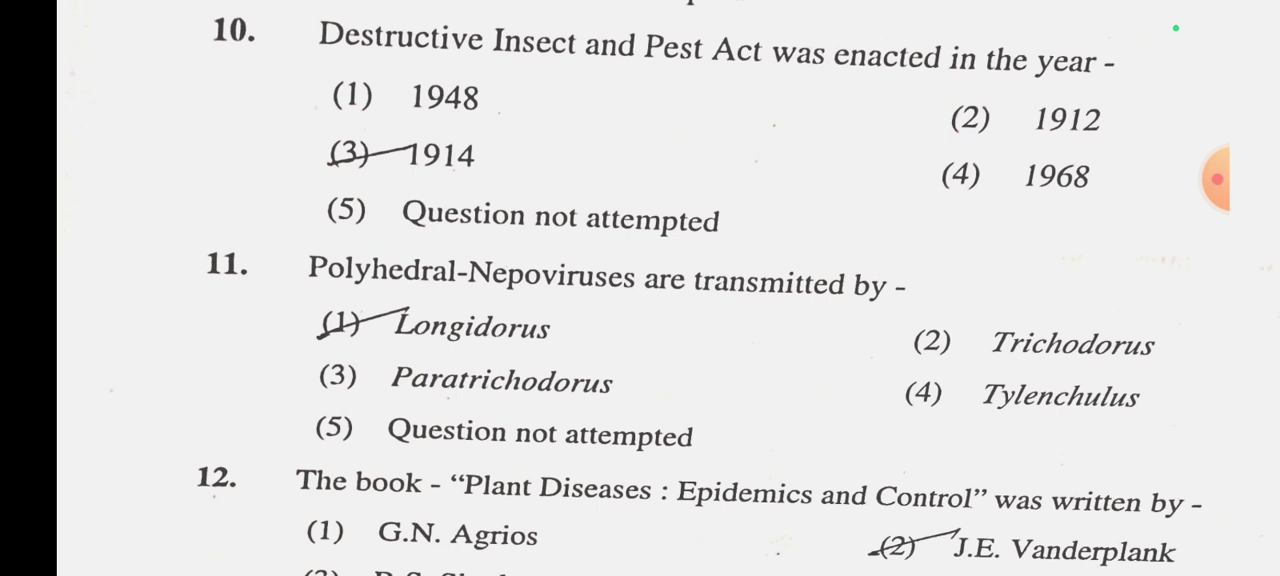 10. Destructive Insect and Pest Act was enacted in the year -
(1) 1948 (2) 1912
(3) 1914 (4) 1968
(5) Question not attempted
11. Polyhedral-Nepoviruses are transmitted by -
(1) Longidorus (2) Trichodorus
(3) Paratrichodorus (4) Tylenchulus
(5) Question not attempted
12. The book - “Plant Diseases : Epidemics and Control” was written by -
(1) G.N. Agrios (2) J.E. Vanderplank